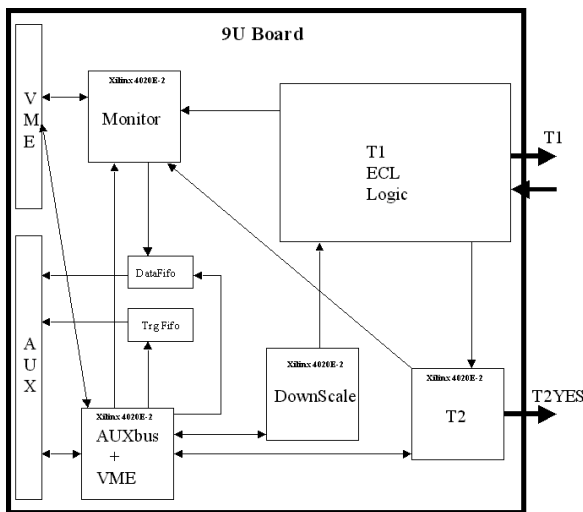 9U Board
V
M
E
Xilinx 4020E-2
Monitor
T1
ECL
Logic
T1
DataFifo
Trg Fifo
A
U
X
Xilinx 4020E-2
DownScale
Xilinx 4020E-2
T2
T2YES
Xilinx 4020E-2
AUXbus
+
VME